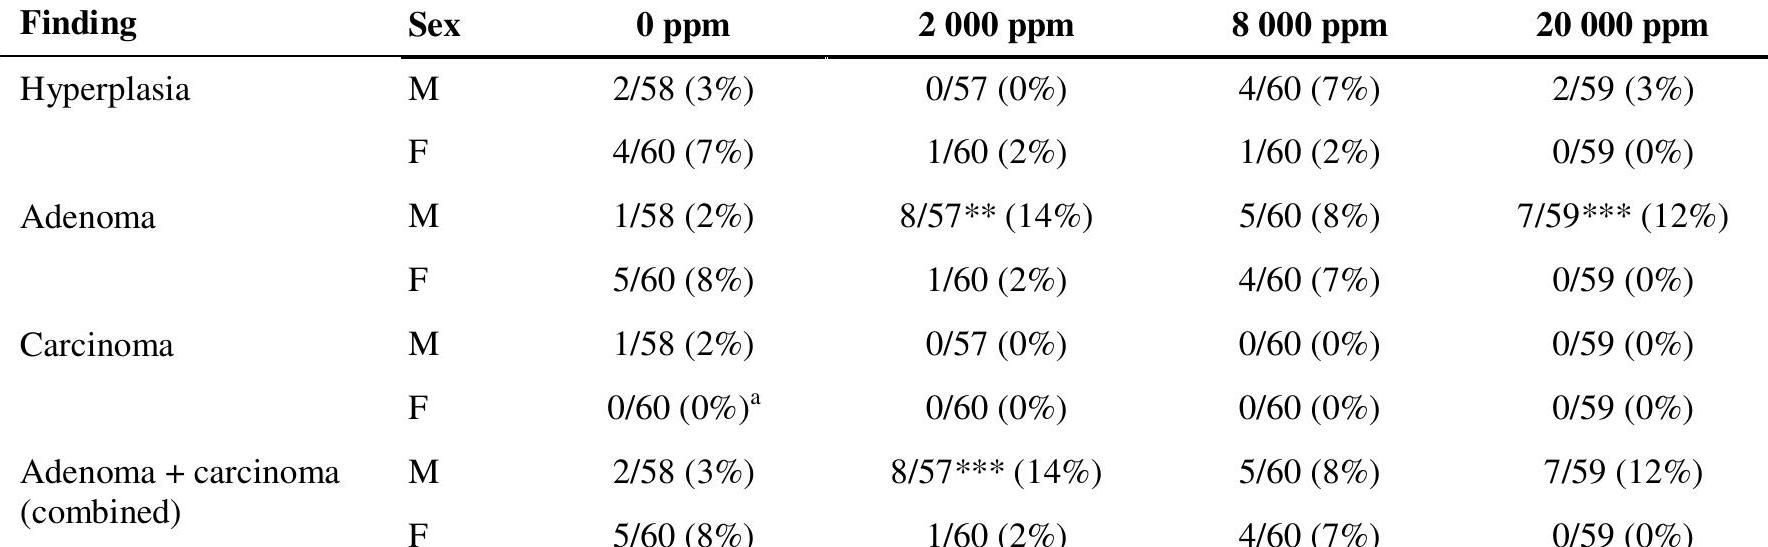 Finding Sex 0 ppm 2 000 ppm 8 000 ppm 20 000 ppm
Hyperplasia M 2/58 (3%) 0/57 (0%) 4/60 (7%) 2/59 (3%)
F 4/60 (7%) 1/60 (2%) 1/60 (2%) 0/59 (0%)
Adenoma M 1/58 (2%) 8/57** (14%) 5/60 (8%) 7/59*** (12%)
F 5/60 (8%) 1/60 (2%) 4/60 (7%) 0/59 (0%)
Carcinoma M 1/58 (2%) 0/57 (0%) 0/60 (0%) 0/59 (0%)
F 0/60 (0%)ᵃ 0/60 (0%) 0/60 (0%) 0/59 (0%)
Adenoma + carcinoma M 2/58 (3%) 8/57*** (14%) 5/60 (8%) 7/59 (12%)
(combined)
F 5/60 (8%) 1/60 (2%) 4/60 (7%) 0/59 (0%)